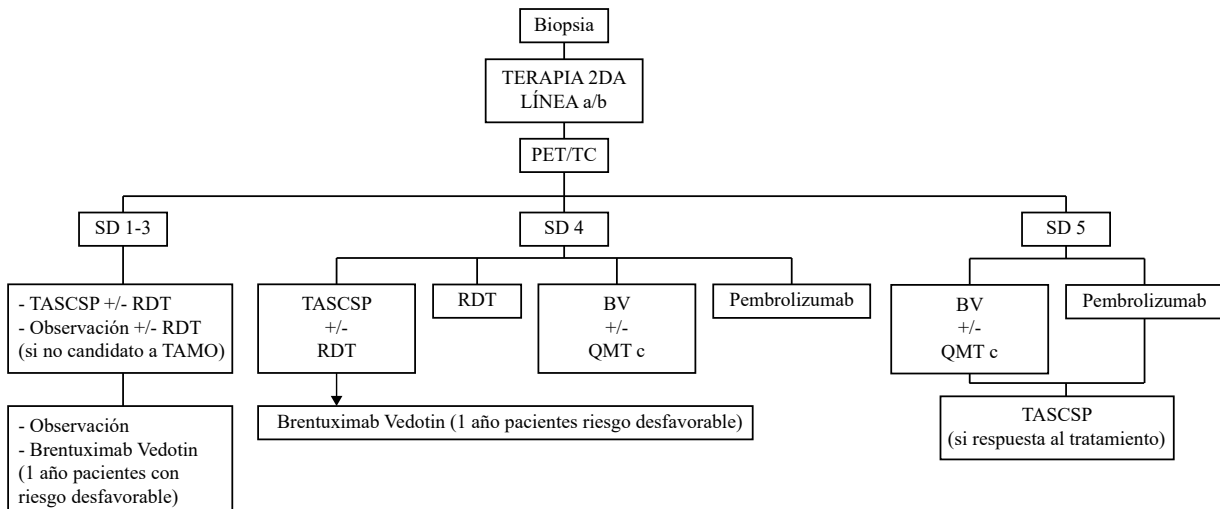 Biopsia
TERAPIA 2DA
LÍNEA a/b
PET/TC
SD 1-3
SD 4
SD 5
- TASCSP +/- RDT
- Observación +/- RDT
(si no candidato a TAMO)
TASCSP
+/-
RDT
RDT
BV
+/-
QMT c
Pembrolizumab
BV
+/-
QMT c
Pembrolizumab
- Observación
- Brentuximab Vedotin
(1 año pacientes con
riesgo desfavorable)
Brentuximab Vedotin (1 año pacientes riesgo desfavorable)
TASCSP
(si respuesta al tratamiento)